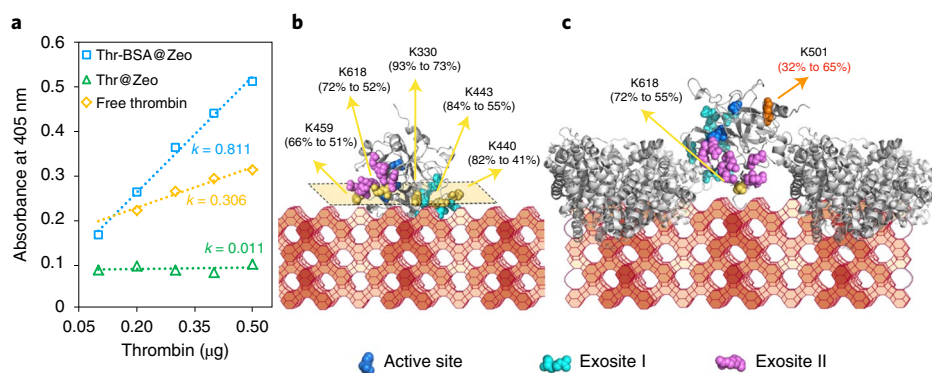 a
b
c
0.6
0.5
0.4
0.3
0.2
0.1
0
Absorbance at 405 nm
Thr-BSA@Zeo
Thr@Zeo
Free thrombin
k = 0.811
k = 0.306
k = 0.011
0.05
0.20
0.35
0.50
Thrombin (μg)
K330
(93% to 73%)
K618
(72% to 52%)
K443
(84% to 55%)
K459
(66% to 51%)
K440
(82% to 41%)
K501
(32% to 65%)
K618
(72% to 55%)
Active site
Exosite I
Exosite II